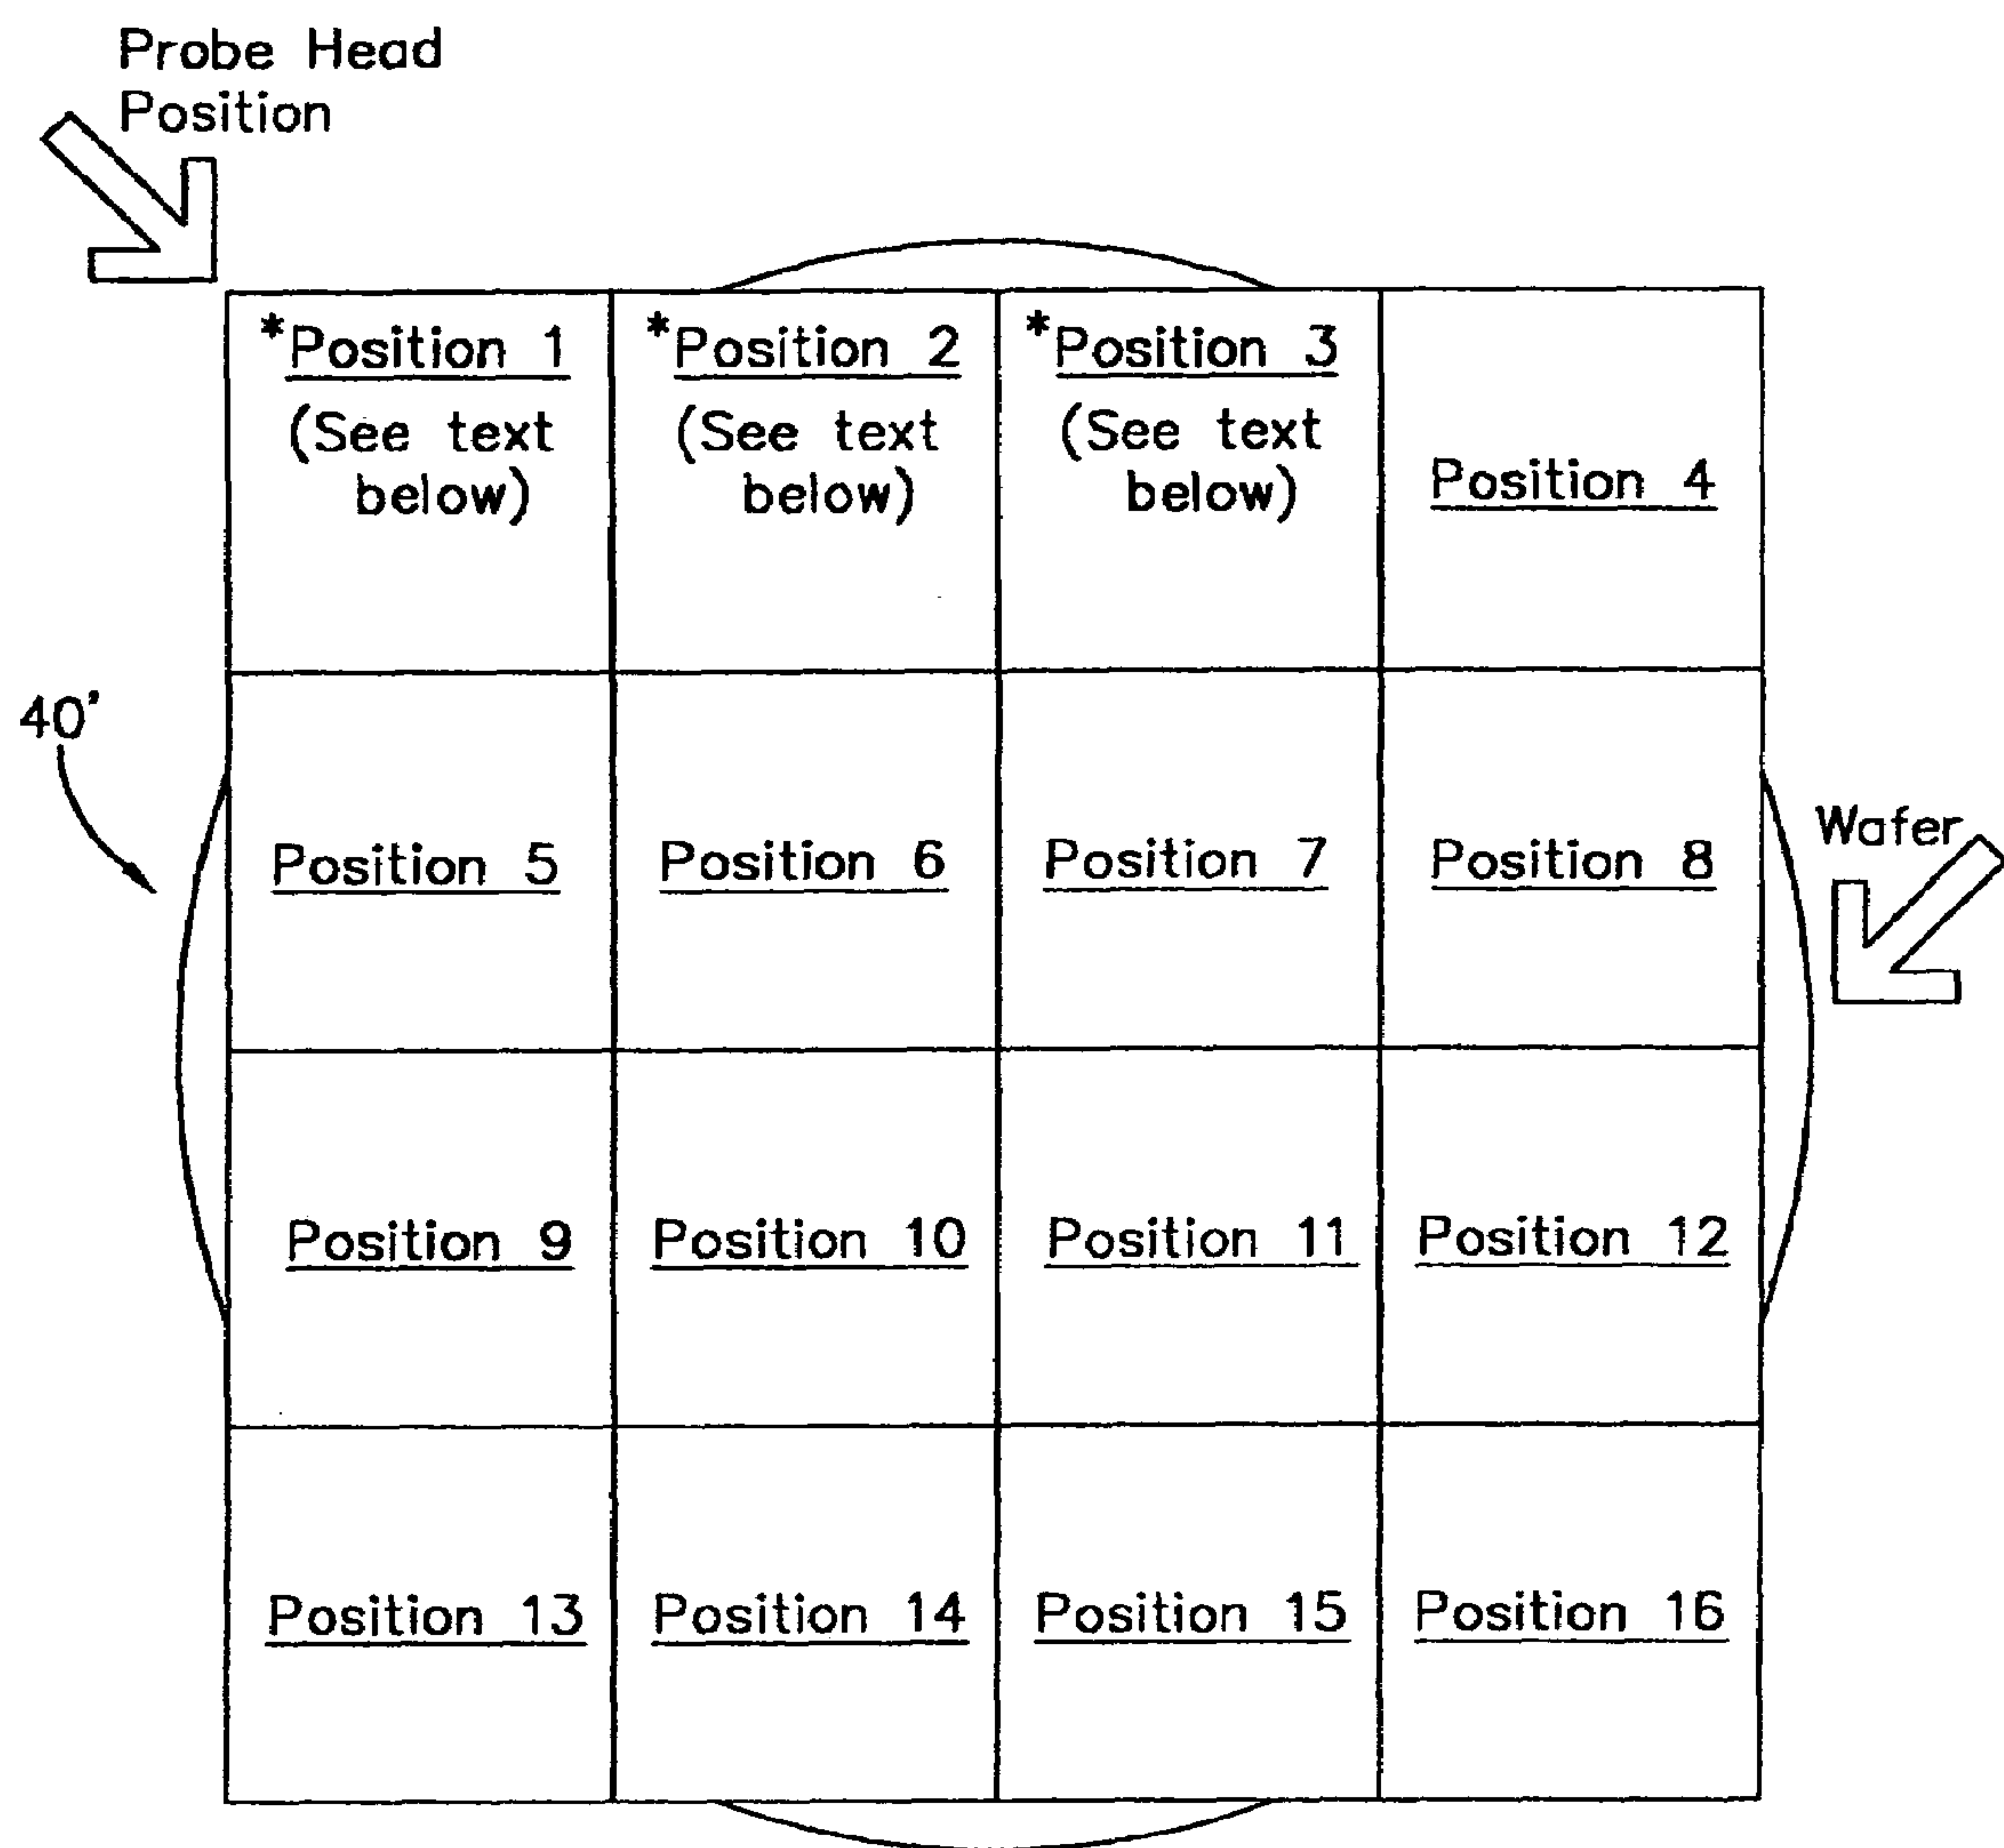 Probe Head
Position
*Position 1
(See text
below)
*Position 2
(See text
below)
*Position 3
(See text
below)
Position 4
40'
Position 5
Position 6
Position 7
Position 8
Wafer
Position 9
Position 10
Position 11
Position 12
Position 13
Position 14
Position 15
Position 16